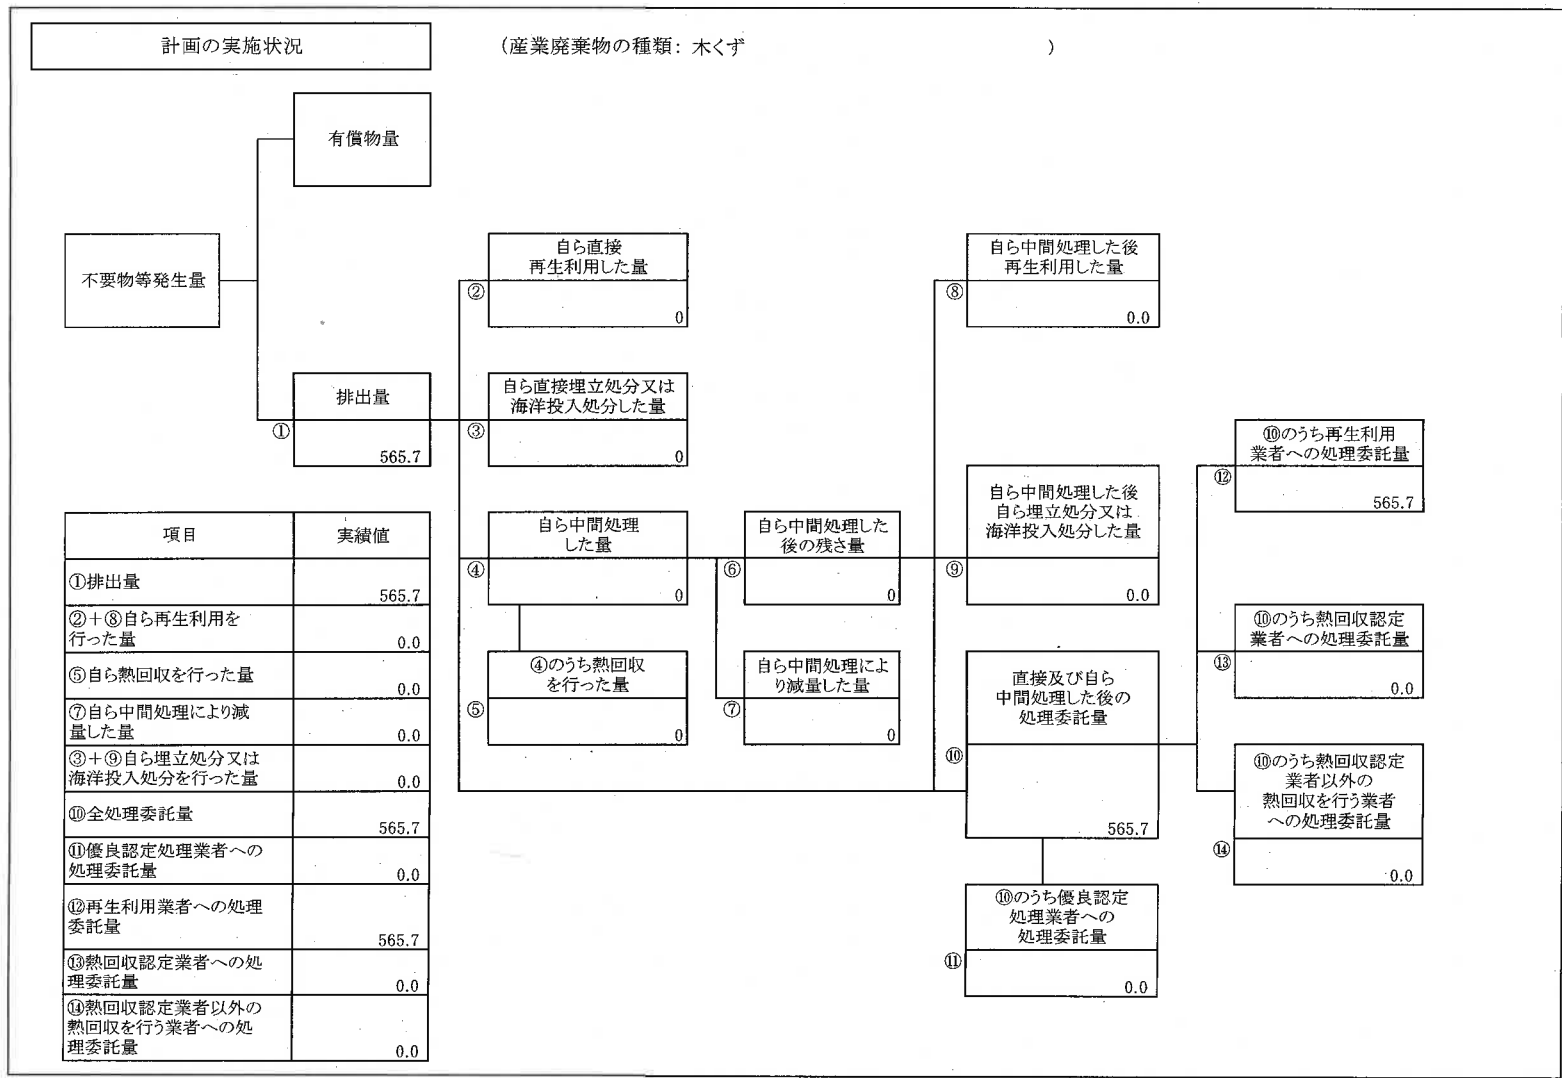 計画の実施状況
(産業廃棄物の種類: 木くず )
有償物量
不要物等発生量
排出量
①
565.7
自ら直接
再生利用した量
②
0
自ら直接埋立処分又は
海洋投入処分した量
③
0
自ら中間処理
した量
④
0
④のうち熱回収
を行った量
⑤
0
自ら中間処理した
後の残さ量
⑥
0
自ら中間処理によ
り減量した量
⑦
0
自ら中間処理した後
再生利用した量
⑧
0.0
自ら中間処理した後
自ら埋立処分又は
海洋投入処分した量
⑨
0.0
直接及び自ら
中間処理した後の
処理委託量
⑩
565.7
⑩のうち優良認定
処理業者への
処理委託量
⑪
0.0
⑩のうち再生利用
業者への処理委託量
⑫
565.7
⑩のうち熱回収認定
業者への処理委託量
⑬
0.0
⑩のうち熱回収認定
業者以外の
熱回収を行う業者
への処理委託量
⑭
0.0
項目 実績値
①排出量
565.7
②+⑧自ら再生利用を
行った量 0.0
⑤自ら熱回収を行った量
0.0
⑦自ら中間処理により減
量した量 0.0
③+⑨自ら埋立処分又は
海洋投入処分を行った量 0.0
⑩全処理委託量
565.7
⑪優良認定処理業者への
処理委託量 0.0
⑫再生利用業者への処理
委託量
565.7
⑬熱回収認定業者への処
理委託量 0.0
⑭熱回収認定業者以外の
熱回収を行う業者への処
理委託量 0.0